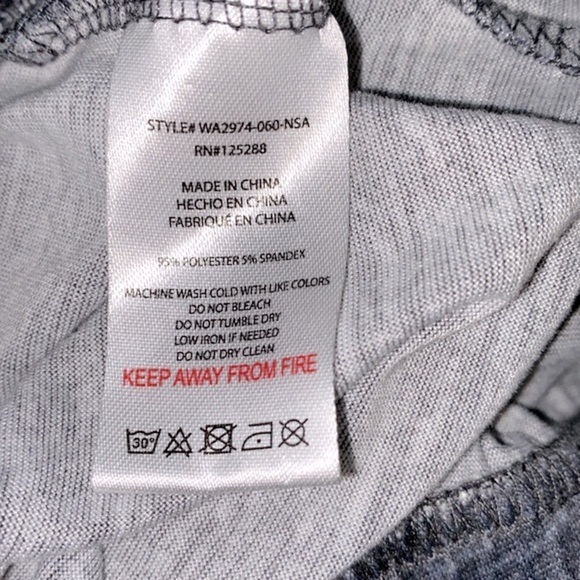 STYLE# WA2974-060-NSA
RN#125288
MADE IN CHINA
HECHO EN CHINA
FABRIQUÉ EN CHINA
95% POLYESTER 5% SPANDEX
MACHINE WASH COLD WITH LIKE COLORS
DO NOT BLEACH
DO NOT TUMBLE DRY
LOW IRON IF NEEDED
DO NOT DRY CLEAN
KEEP AWAY FROM FIRE
30°